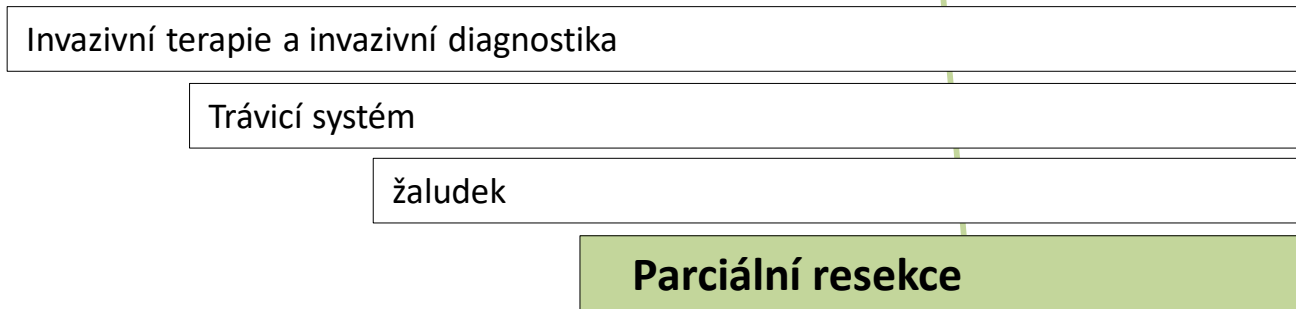 Invazivní terapie a invazivní diagnostika
Trávicí systém
žaludek
Parciální resekce